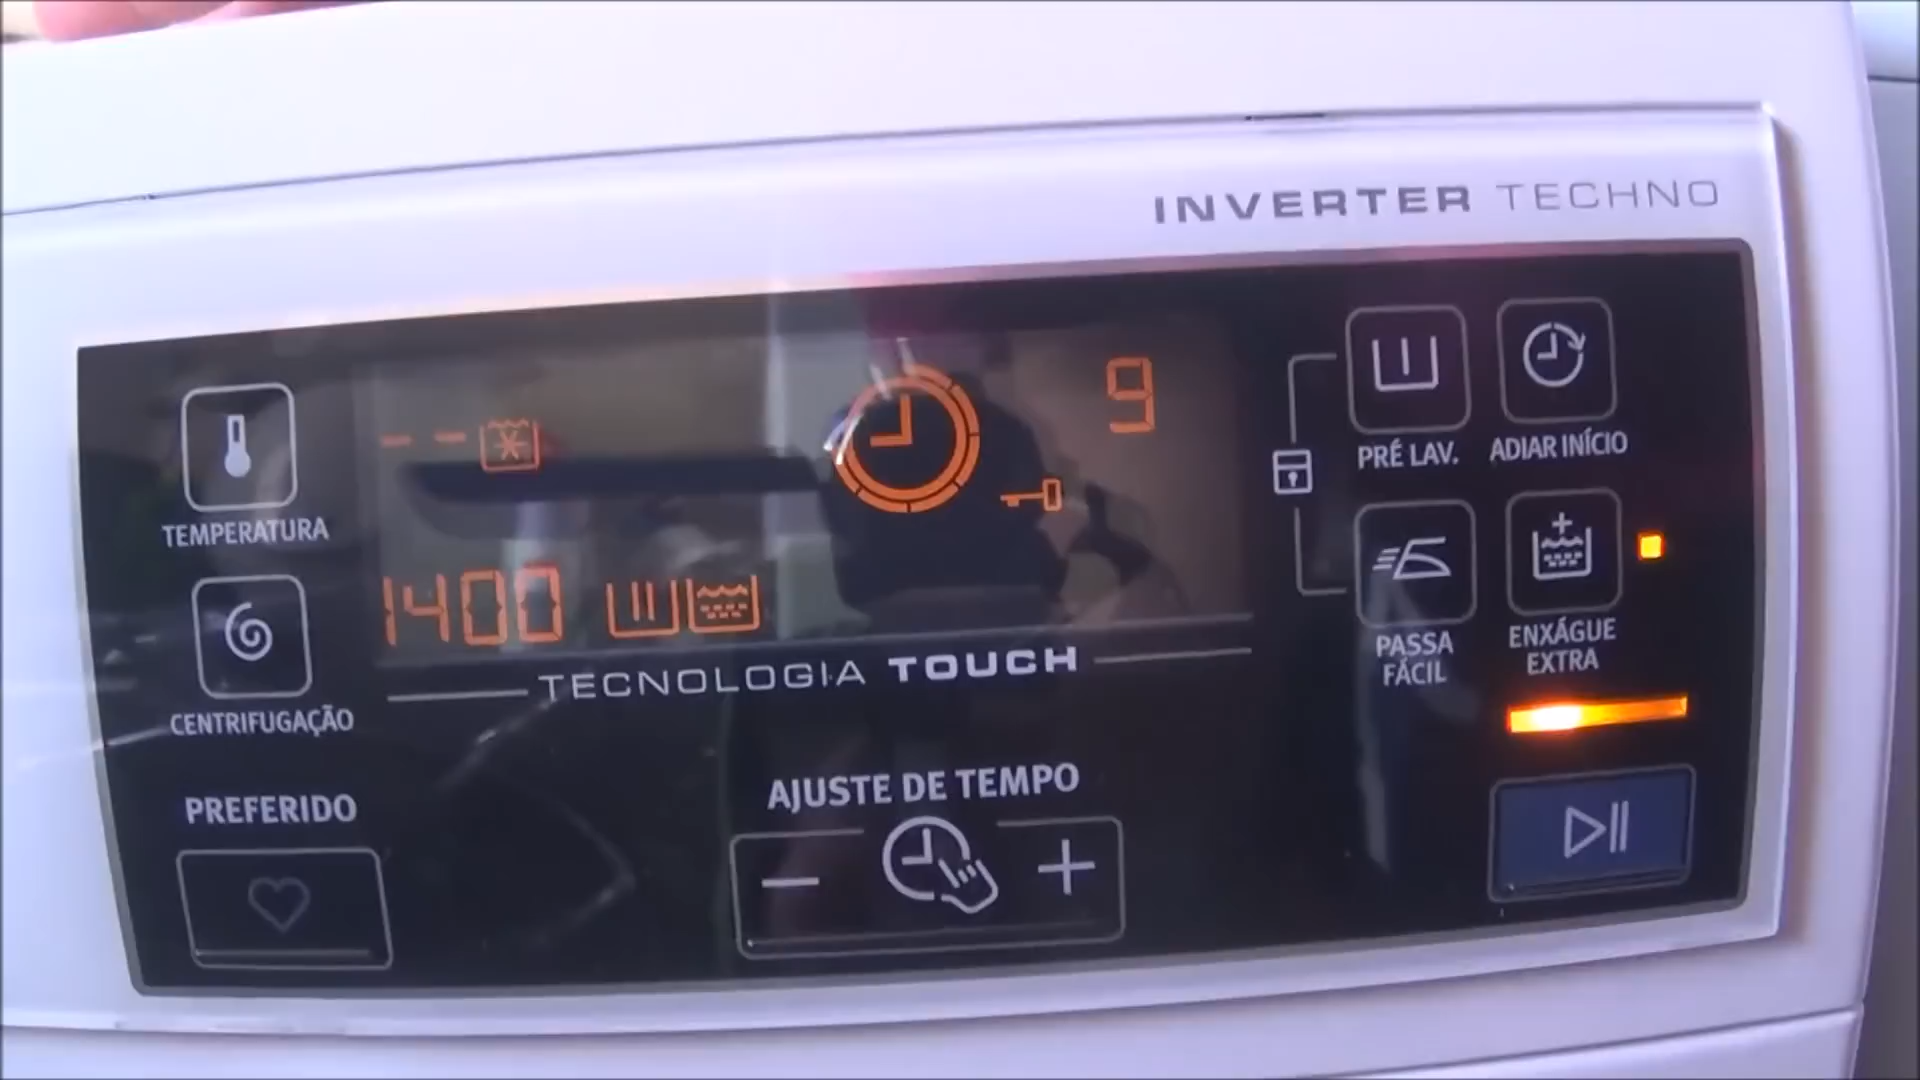 INVERTER TECHNO
TEMPERATURA
-- 9
PRÉ LAV.
ADIAR INÍCIO
1400
CENTRIFUGAÇÃO
TECNOLOGIA TOUCH
PASSA
FÁCIL
ENXÁGUE
EXTRA
PREFERIDO
AJUSTE DE TEMPO
- +